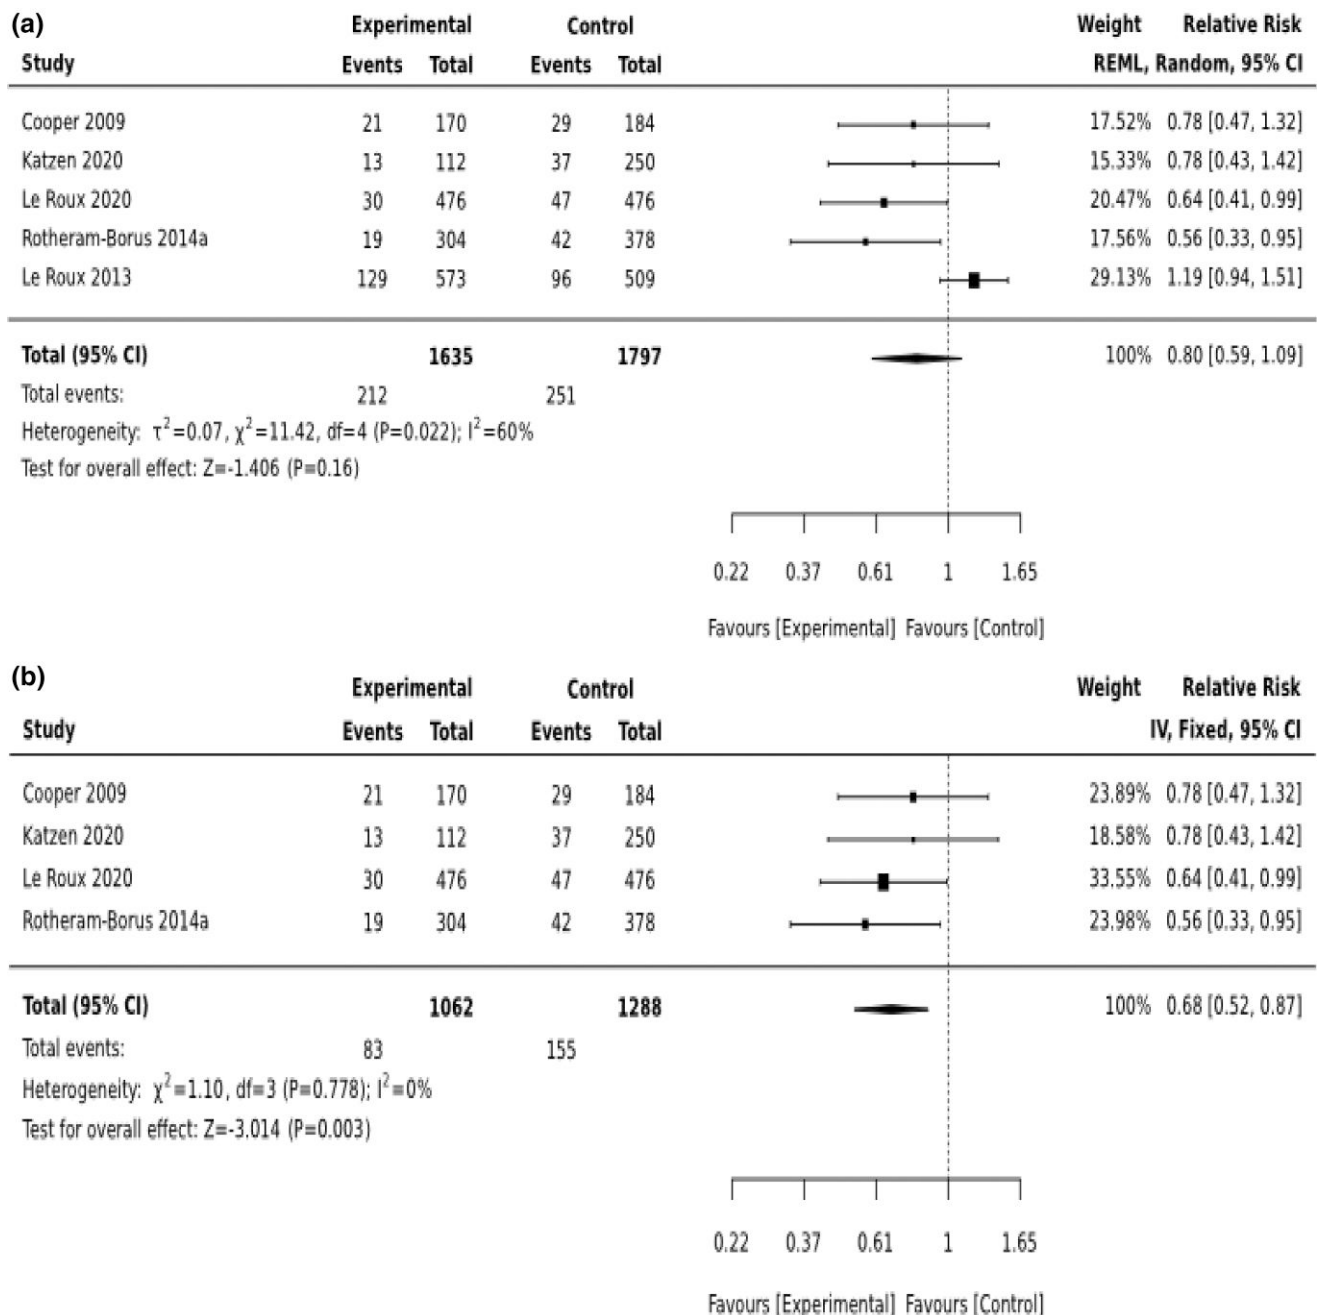 (a) Experimental Control Weight Relative Risk
Study Events Total Events Total REML, Random, 95% CI
Cooper 2009 21 170 29 184 17.52% 0.78 [0.47, 1.32]
Katzen 2020 13 112 37 250 15.33% 0.78 [0.43, 1.42]
Le Roux 2020 30 476 47 476 20.47% 0.64 [0.41, 0.99]
Rotheram-Borus 2014a 19 304 42 378 17.56% 0.56 [0.33, 0.95]
Le Roux 2013 129 573 96 509 29.13% 1.19 [0.94, 1.51]
Total (95% CI) 1635 1797 100% 0.80 [0.59, 1.09]
Total events: 212 251
Heterogeneity: τ²=0.07, χ²=11.42, df=4 (P=0.022); I²=60%
Test for overall effect: Z=-1.406 (P=0.16)
0.22 0.37 0.61 1 1.65
Favours [Experimental] Favours [Control]
(b) Experimental Control Weight Relative Risk
Study Events Total Events Total IV, Fixed, 95% CI
Cooper 2009 21 170 29 184 23.89% 0.78 [0.47, 1.32]
Katzen 2020 13 112 37 250 18.58% 0.78 [0.43, 1.42]
Le Roux 2020 30 476 47 476 33.55% 0.64 [0.41, 0.99]
Rotheram-Borus 2014a 19 304 42 378 23.98% 0.56 [0.33, 0.95]
Total (95% CI) 1062 1288 100% 0.68 [0.52, 0.87]
Total events: 83 155
Heterogeneity: χ²=1.10, df=3 (P=0.778); I²=0%
Test for overall effect: Z=-3.014 (P=0.003)
0.22 0.37 0.61 1 1.65
Favours [Experimental] Favours [Control]